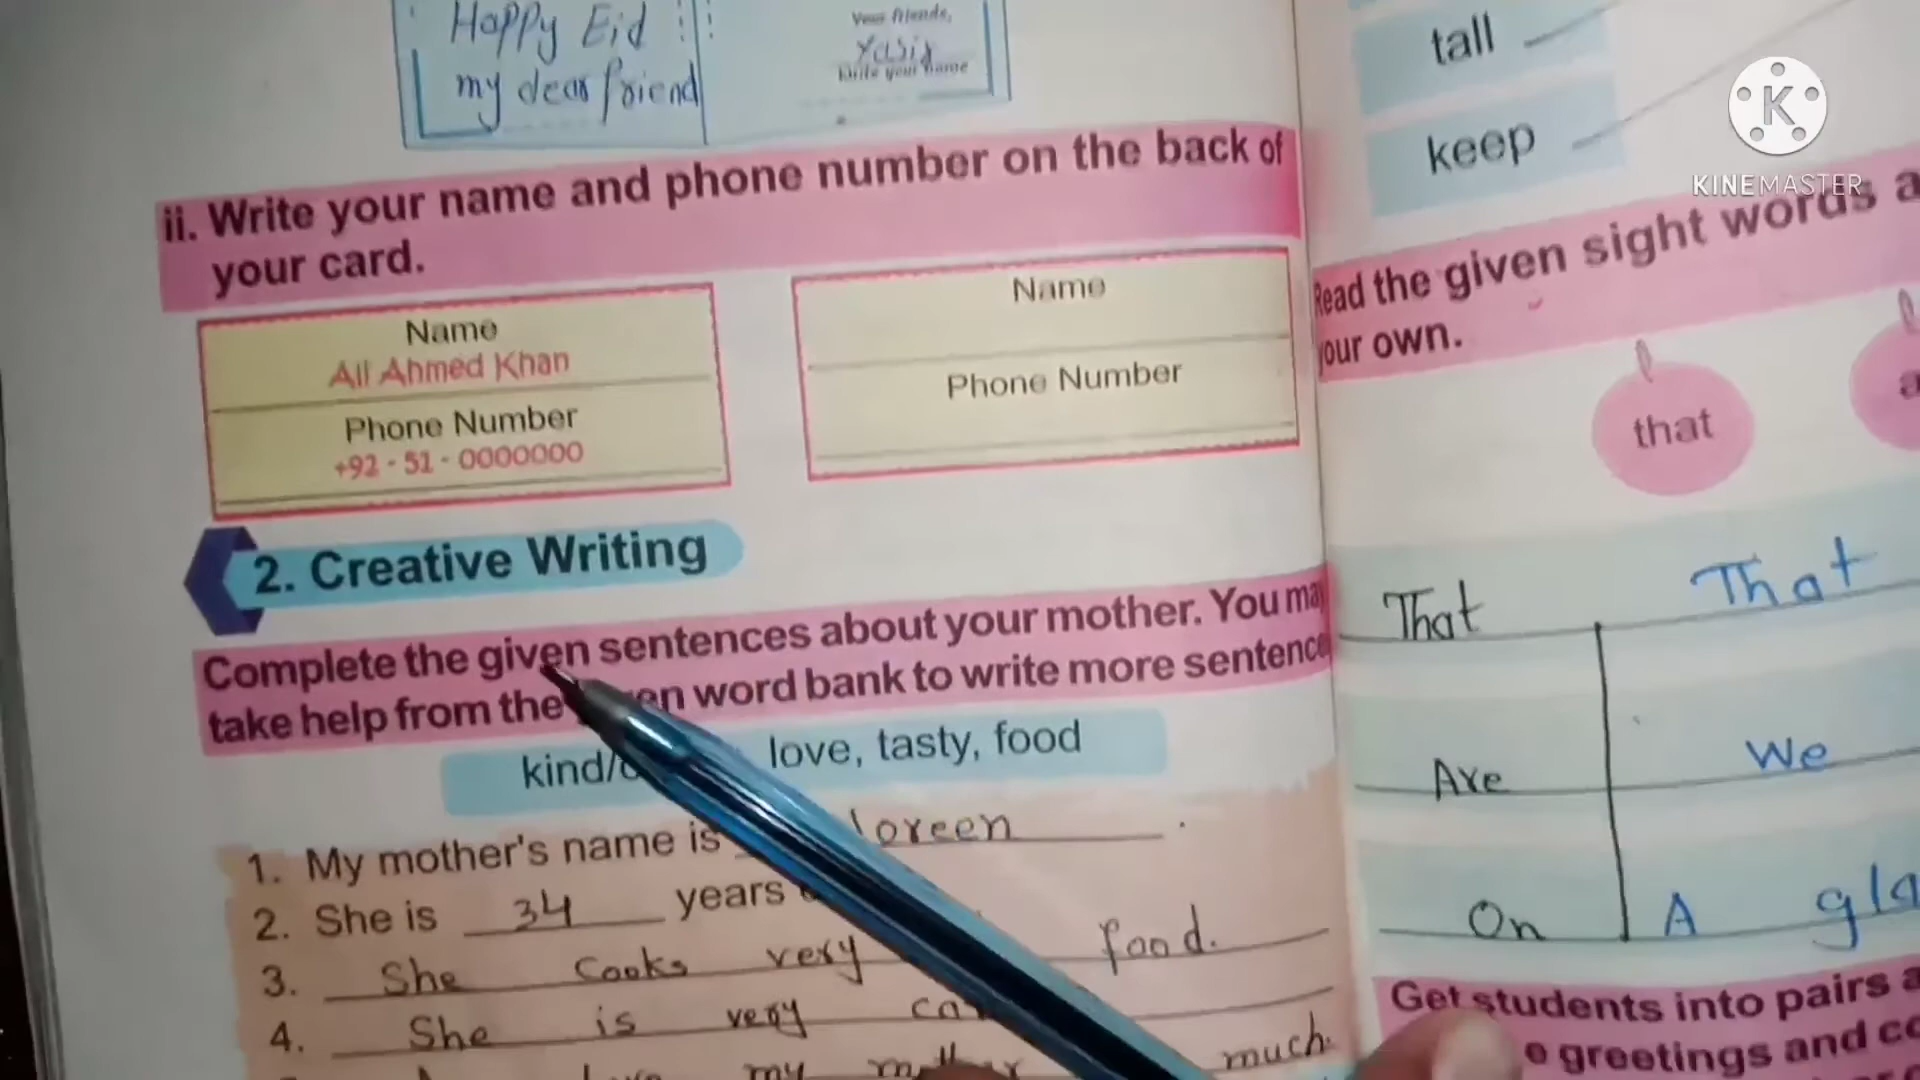 Happy Eid
my dear friend
Your friends,
Yasir
Write your name
ii. Write your name and phone number on the back of
your card.
Name
Ali Ahmed Khan
Phone Number
+92 - 51 - 0000000
Name
Phone Number
2. Creative Writing
Complete the given sentences about your mother. You
take help from the word bank to write more
love, tasty, food
1. My mother's name is
2. She is 34 years
3. She cooks very food.
4. She is very
my much.
tall
keep
KINEMASTER
Read the given sight words
your own.
that
That That
Are We
On A
Get students into pairs
greetings and